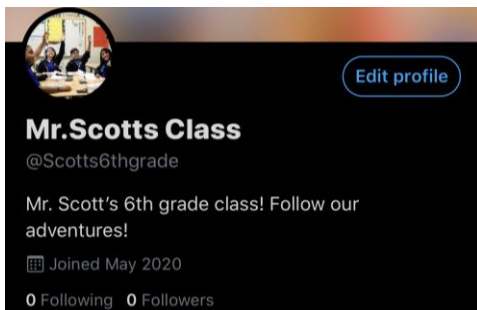 Edit profile
Mr.Scotts Class
@Scotts6thgrade
Mr. Scott's 6th grade class! Follow our
adventures!
Joined May 2020
0 Following 0 Followers